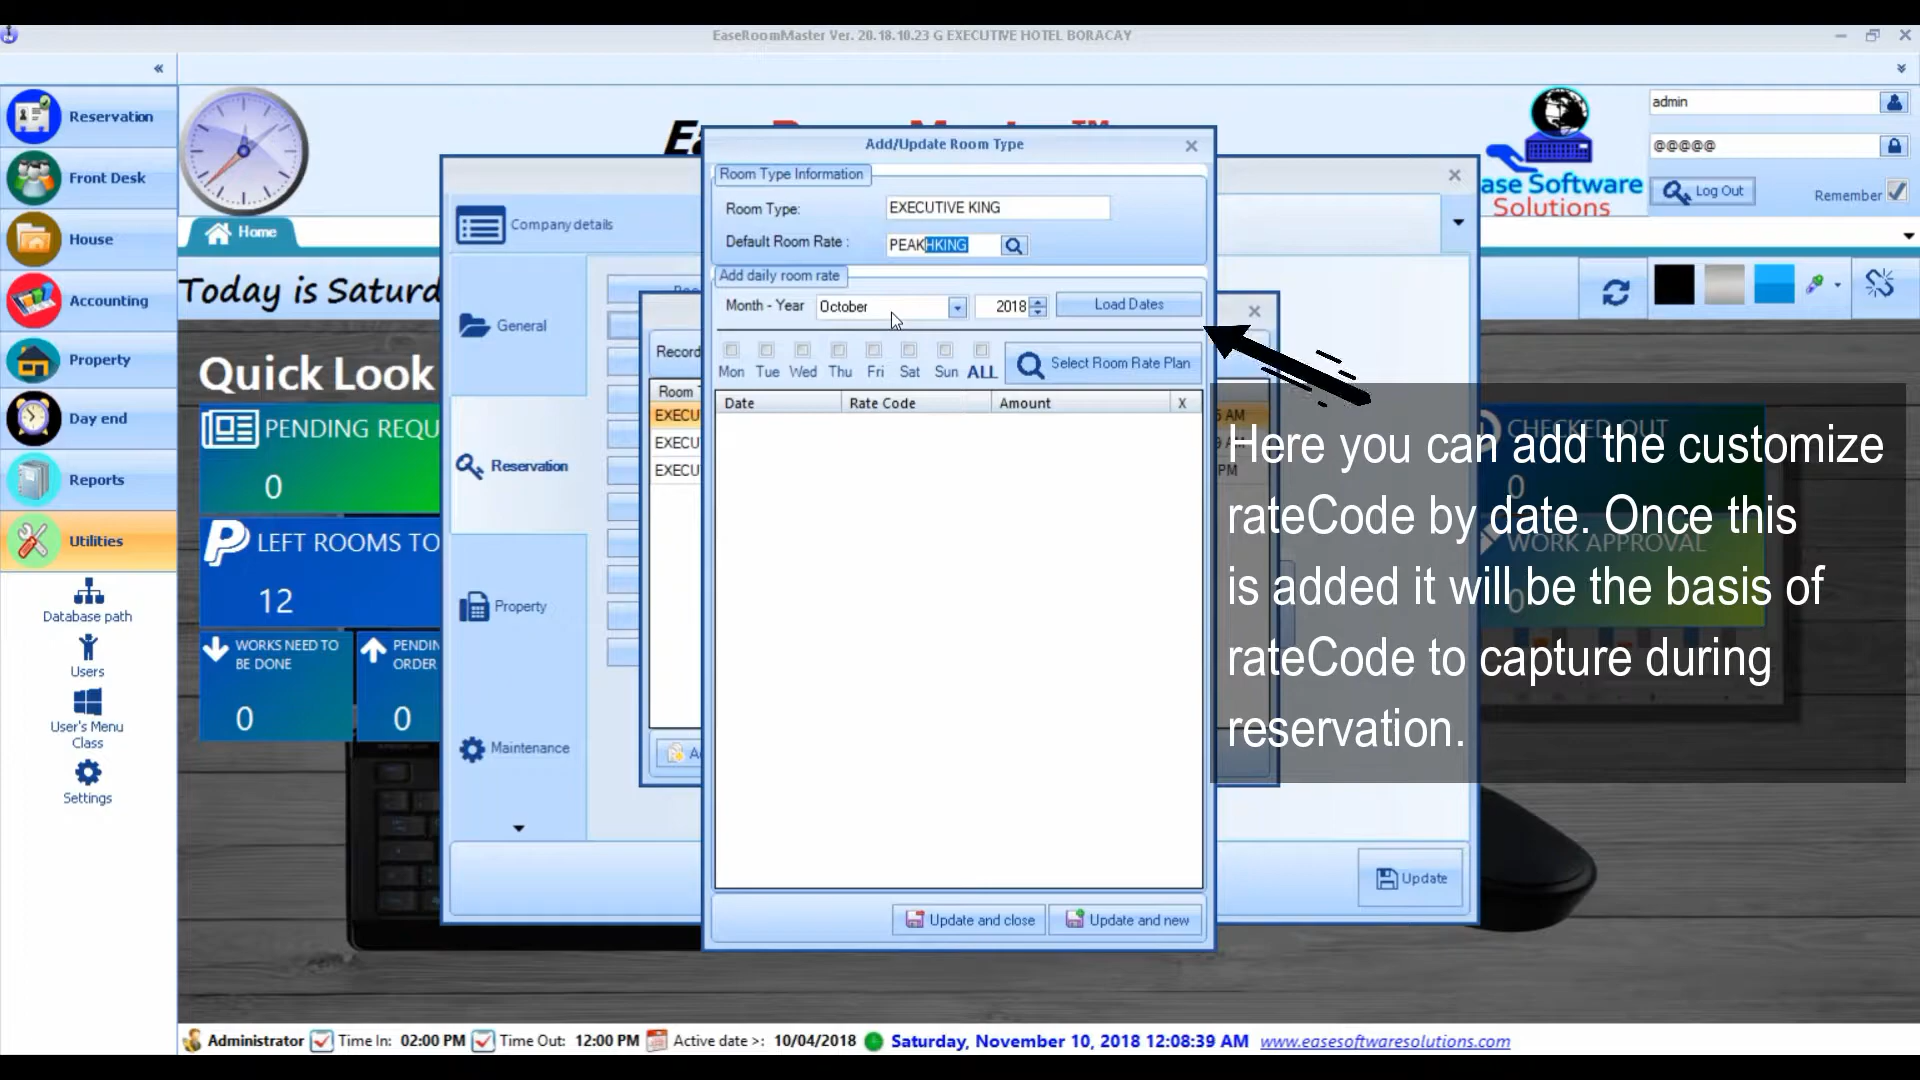 EaseRoomMaster Ver. 20.18.10.23 G EXECUTIVE HOTEL BORACAY
Reservation
Front Desk
House
Accounting
Property
Day end
Reports
Utilities
Database path
Users
User's Menu
Class
Settings
admin
@@@@@
Log Out
Remember
ase Software
Solutions
Home
Today is Saturd
Quick Look
PENDING REQU
0
LEFT ROOMS TO
12
WORKS NEED TO
BE DONE
0
PENDIN
ORDER
0
CHECKED OUT
0
WORK APPROVAL
0
Company details
General
Reservation
Property
Maintenance
Update
Record
Room T
EXECU
EXECU
EXECU
Add/Update Room Type
Room Type Information
Room Type:
EXECUTIVE KING
Default Room Rate :
PEAKHKING
Add daily room rate
Month - Year
October
2018
Load Dates
Mon Tue Wed Thu Fri Sat Sun ALL
Select Room Rate Plan
Date Rate Code Amount X
Update and close
Update and new
Here you can add the customize
rateCode by date. Once this
is added it will be the basis of
rateCode to capture during
reservation.
Administrator Time In: 02:00 PM Time Out: 12:00 PM Active date >: 10/04/2018 Saturday, November 10, 2018 12:08:39 AM www.easesoftwaresolutions.com